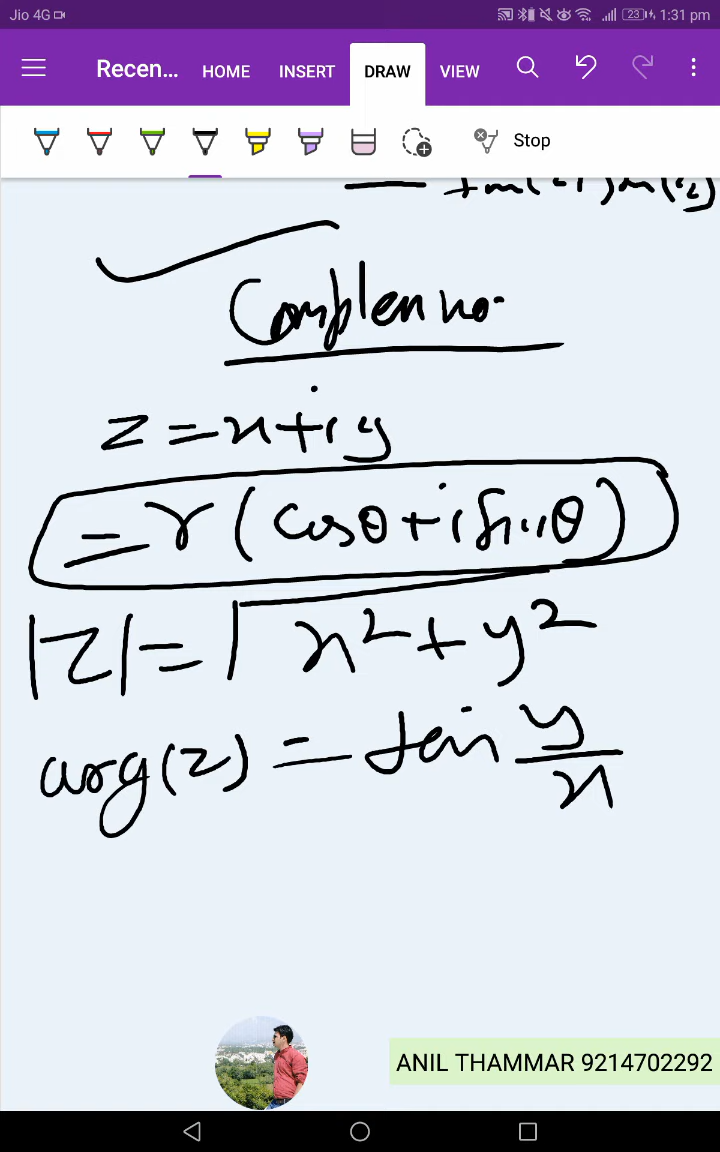 Jio 4G 23 1:31 pm
Recen... HOME INSERT DRAW VIEW
Stop
Complex no.
z = x + iy
= r (cosθ + i sinθ)
|z| = √x² + y²
arg(z) = tan y/x
ANIL THAMMAR 9214702292